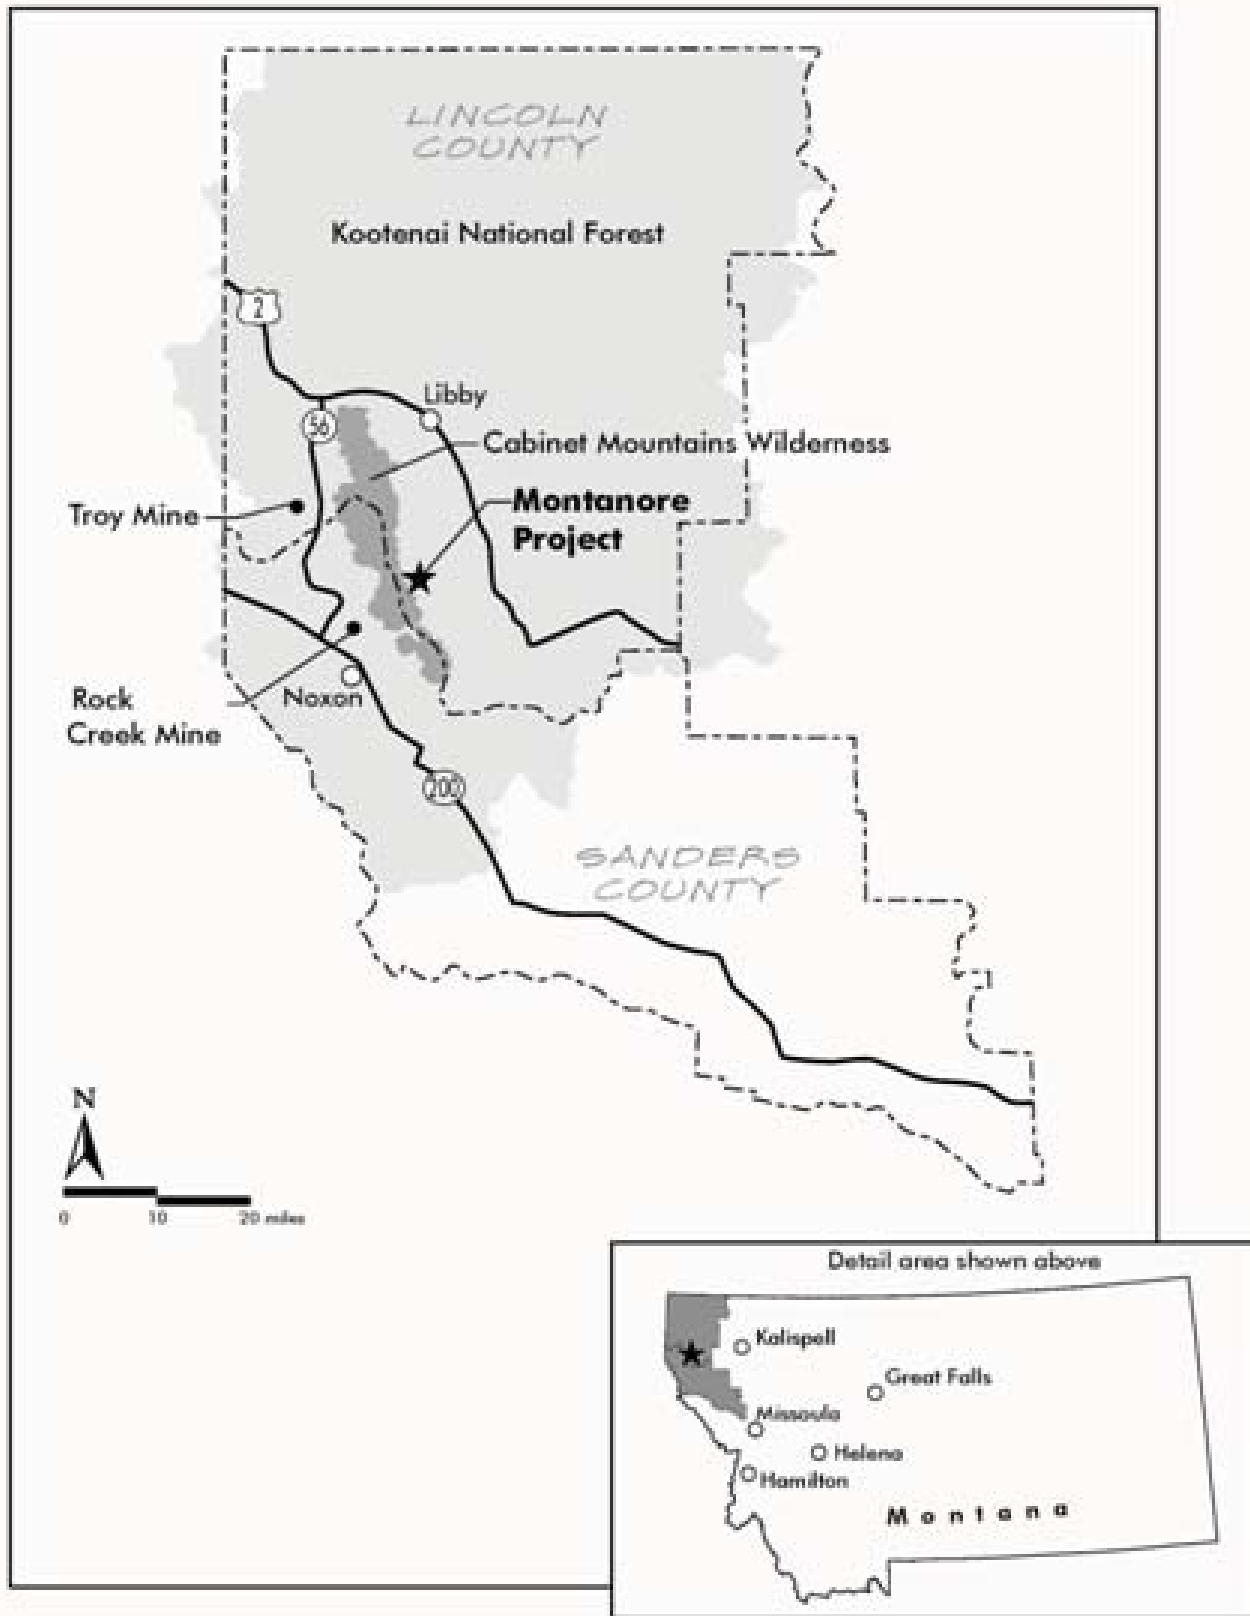 LINCOLN
COUNTY
Kootenai National Forest
2
Libby
56
Cabinet Mountains Wilderness
Montanore
Project
Troy Mine
Rock
Creek Mine
Noxon
200
SANDERS
COUNTY
N
0 10 20 miles
Detail area shown above
Kalispell
Great Falls
Missoula
Helena
Hamilton
Montana